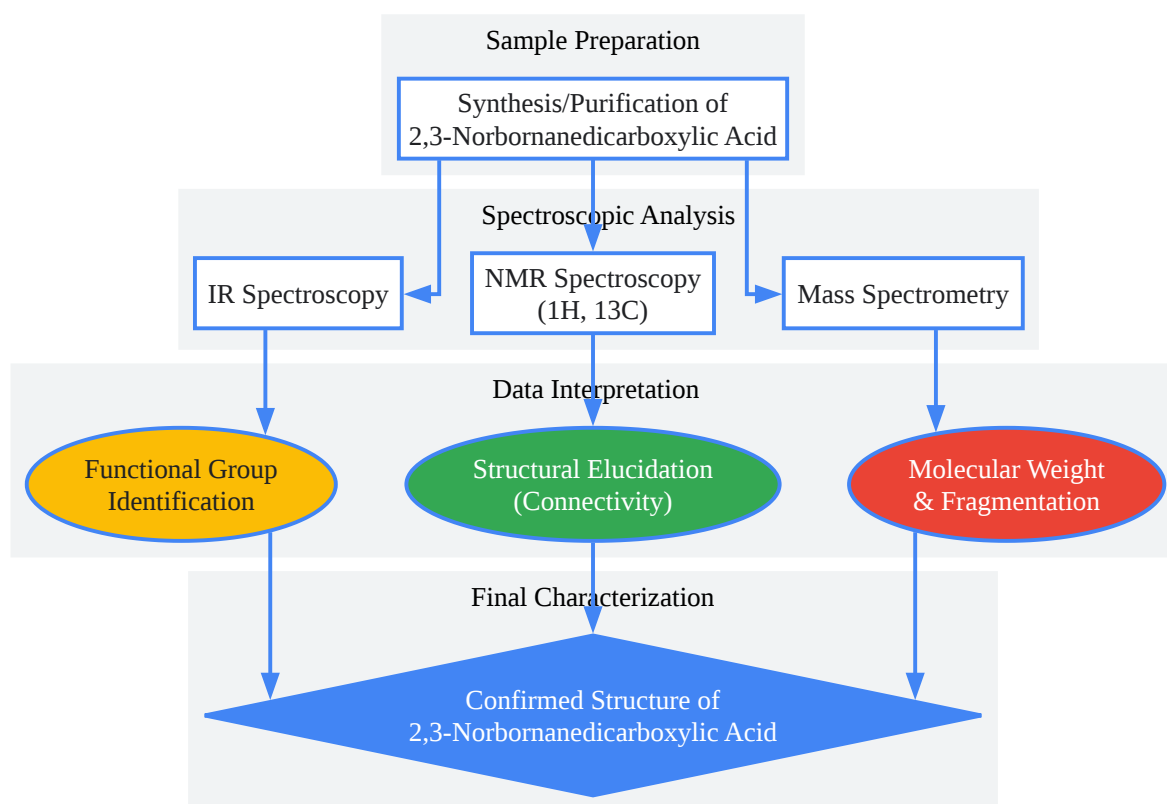 Sample Preparation
Synthesis/Purification of
2,3-Norbornanedicarboxylic Acid
Spectroscopic Analysis
IR Spectroscopy
NMR Spectroscopy
(1H, 13C)
Mass Spectrometry
Data Interpretation
Functional Group
Identification
Structural Elucidation
(Connectivity)
Molecular Weight
& Fragmentation
Final Characterization
Confirmed Structure of
2,3-Norbornanedicarboxylic Acid